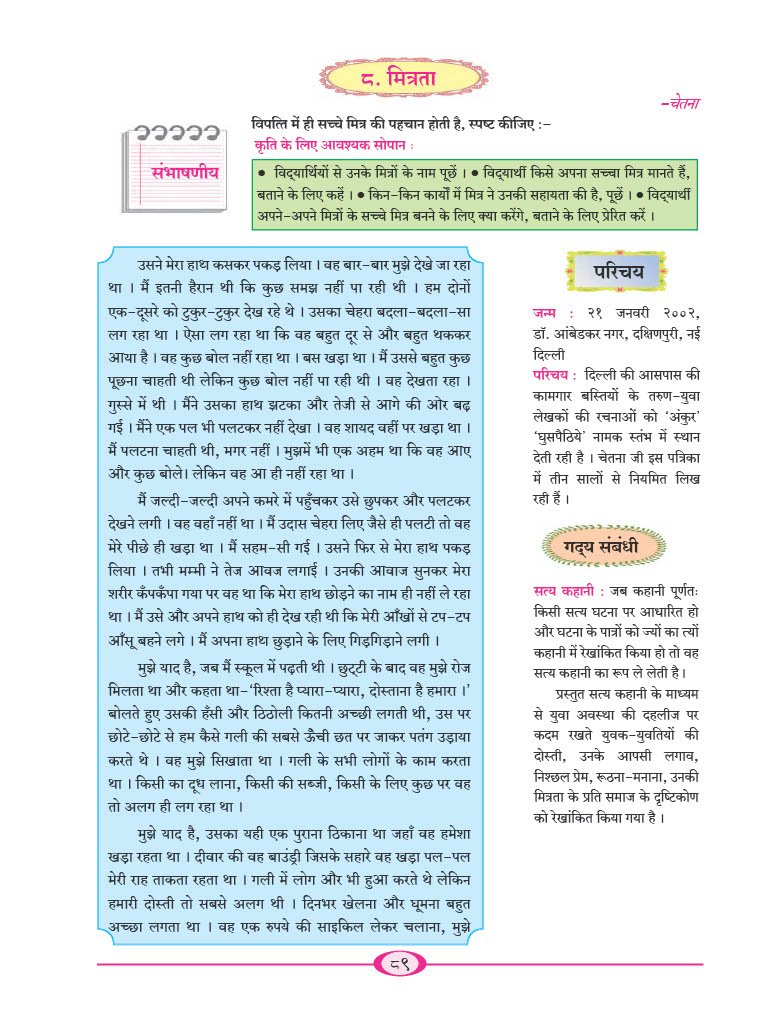 ८. मित्रता
-चेतना
विपत्ति में ही सच्चे मित्र की पहचान होती है, स्पष्ट कीजिए :-
कृति के लिए आवश्यक सोपान :
संभाषणीय
● विद्‌यार्थियों से उनके मित्रों के नाम पूछें । ● विद्‌यार्थी किसे अपना सच्चा मित्र मानते हैं,
बताने के लिए कहें । ● किन-किन कार्यों में मित्र ने उनकी सहायता की है, पूछें । ● विद्‌यार्थी
अपने-अपने मित्रों के सच्चे मित्र बनने के लिए क्या करेंगे, बताने के लिए प्रेरित करें ।
उसने मेरा हाथ कसकर पकड़ लिया । वह बार-बार मुझे देखे जा रहा
था । मैं इतनी हैरान थी कि कुछ समझ नहीं पा रही थी । हम दोनों
एक-दूसरे को टुकुर-टुकुर देख रहे थे । उसका चेहरा बदला-बदला-सा
लग रहा था । ऐसा लग रहा था कि वह बहुत दूर से और बहुत थककर
आया है । वह कुछ बोल नहीं रहा था । बस खड़ा था । मैं उससे बहुत कुछ
पूछना चाहती थी लेकिन कुछ बोल नहीं पा रही थी । वह देखता रहा ।
गुस्से में थी । मैंने उसका हाथ झटका और तेजी से आगे की ओर बढ़
गई । मैंने एक पल भी पलटकर नहीं देखा । वह शायद वहीं पर खड़ा था ।
मैं पलटना चाहती थी, मगर नहीं । मुझमें भी एक अहम था कि वह आए
और कुछ बोले। लेकिन वह आ ही नहीं रहा था ।
मैं जल्दी-जल्दी अपने कमरे में पहुँचकर उसे छुपकर और पलटकर
देखने लगी । वह वहाँ नहीं था । मैं उदास चेहरा लिए जैसे ही पलटी तो वह
मेरे पीछे ही खड़ा था । मैं सहम-सी गई । उसने फिर से मेरा हाथ पकड़
लिया । तभी मम्मी ने तेज आवज लगाई । उनकी आवाज सुनकर मेरा
शरीर कँपकँपा गया पर वह था कि मेरा हाथ छोड़ने का नाम ही नहीं ले रहा
था । मैं उसे और अपने हाथ को ही देख रही थी कि मेरी आँखों से टप-टप
आँसू बहने लगे । मैं अपना हाथ छुड़ाने के लिए गिड़गिड़ाने लगी ।
मुझे याद है, जब मैं स्कूल में पढ़ती थी । छुट्‌टी के बाद वह मुझे रोज
मिलता था और कहता था-‘रिश्ता है प्यारा-प्यारा, दोस्ताना है हमारा ।’
बोलते हुए उसकी हँसी और ठिठोली कितनी अच्छी लगती थी, उस पर
छोटे-छोटे से हम कैसे गली की सबसे ऊँची छत पर जाकर पतंग उड़ाया
करते थे । वह मुझे सिखाता था । गली के सभी लोगों के काम करता
था । किसी का दूध लाना, किसी की सब्जी, किसी के लिए कुछ पर वह
तो अलग ही लग रहा था ।
मुझे याद है, उसका यही एक पुराना ठिकाना था जहाँ वह हमेशा
खड़ा रहता था । दीवार की वह बाउंड्री जिसके सहारे वह खड़ा पल-पल
मेरी राह ताकता रहता था । गली में लोग और भी हुआ करते थे लेकिन
हमारी दोस्ती तो सबसे अलग थी । दिनभर खेलना और घूमना बहुत
अच्छा लगता था । वह एक रुपये की साइकिल लेकर चलाना, मुझे
परिचय
जन्म : २१ जनवरी २००२,
डॉ. आंबेडकर नगर, दक्षिणपुरी, नई
दिल्ली
परिचय : दिल्ली की आसपास की
कामगार बस्तियों के तरुण-युवा
लेखकों की रचनाओं को ‘अंकुर’
‘घुसपैठिये’ नामक स्तंभ में स्थान
देती रही है । चेतना जी इस पत्रिका
में तीन सालों से नियमित लिख
रही हैं ।
गद्‌य संबंधी
सत्य कहानी : जब कहानी पूर्णतः
किसी सत्य घटना पर आधारित हो
और घटना के पात्रों को ज्यों का त्यों
कहानी में रेखांकित किया हो तो वह
सत्य कहानी का रूप ले लेती है।
प्रस्तुत सत्य कहानी के माध्यम
से युवा अवस्था की दहलीज पर
कदम रखते युवक-युवतियों की
दोस्ती, उनके आपसी लगाव,
निश्छल प्रेम, रूठना-मनाना, उनकी
मित्रता के प्रति समाज के दृष्टिकोण
को रेखांकित किया गया है ।
८९